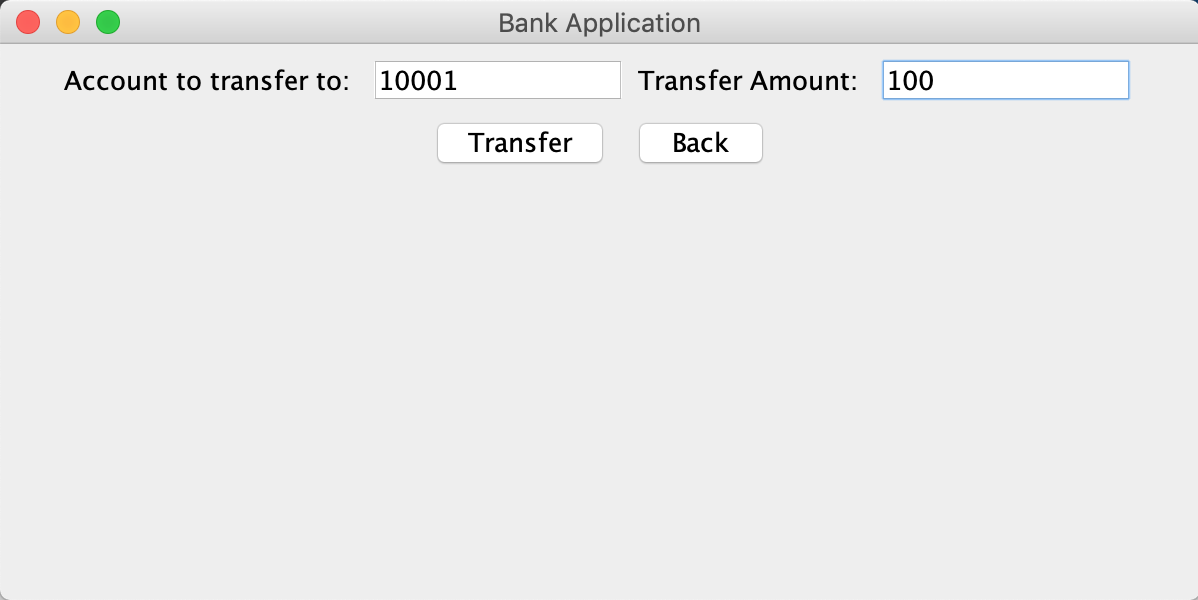 Bank Application
Account to transfer to: 10001 Transfer Amount: 100
Transfer Back